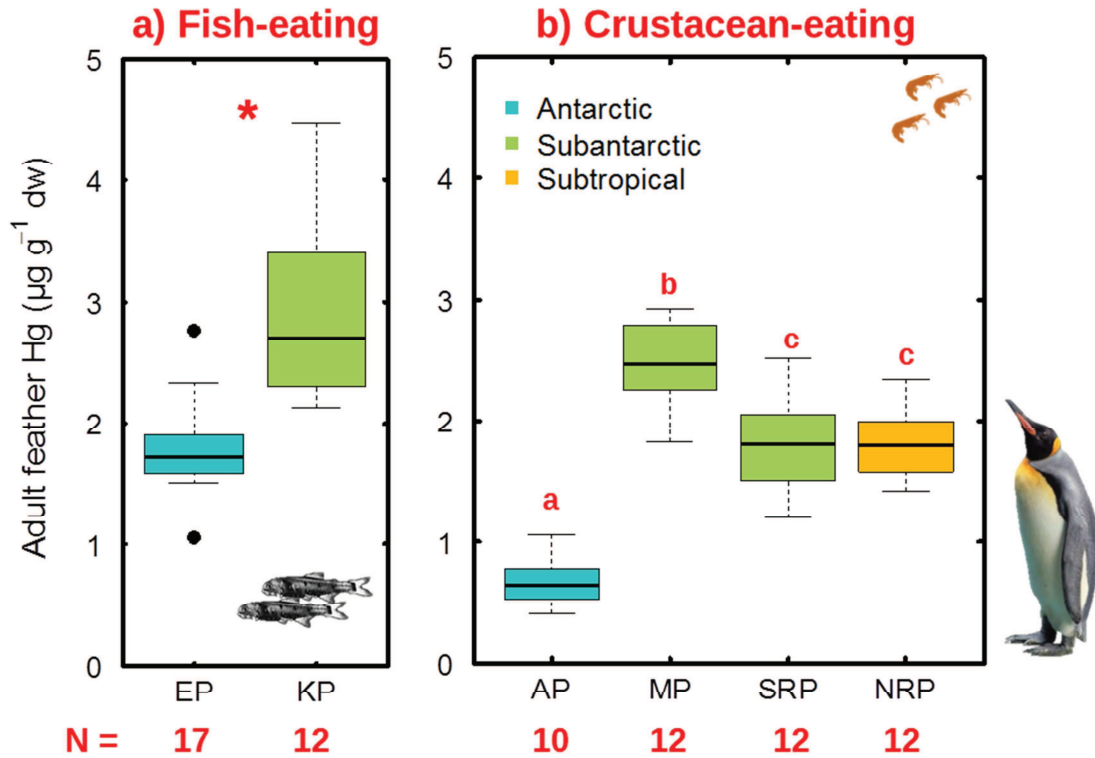 a) Fish-eating
b) Crustacean-eating
Adult feather Hg (µg g⁻¹ dw)
5
4
3
2
1
0
*
EP KP
5
4
3
2
1
0
Antarctic
Subantarctic
Subtropical
a
b
c
c
AP MP SRP NRP
N = 17 12 10 12 12 12